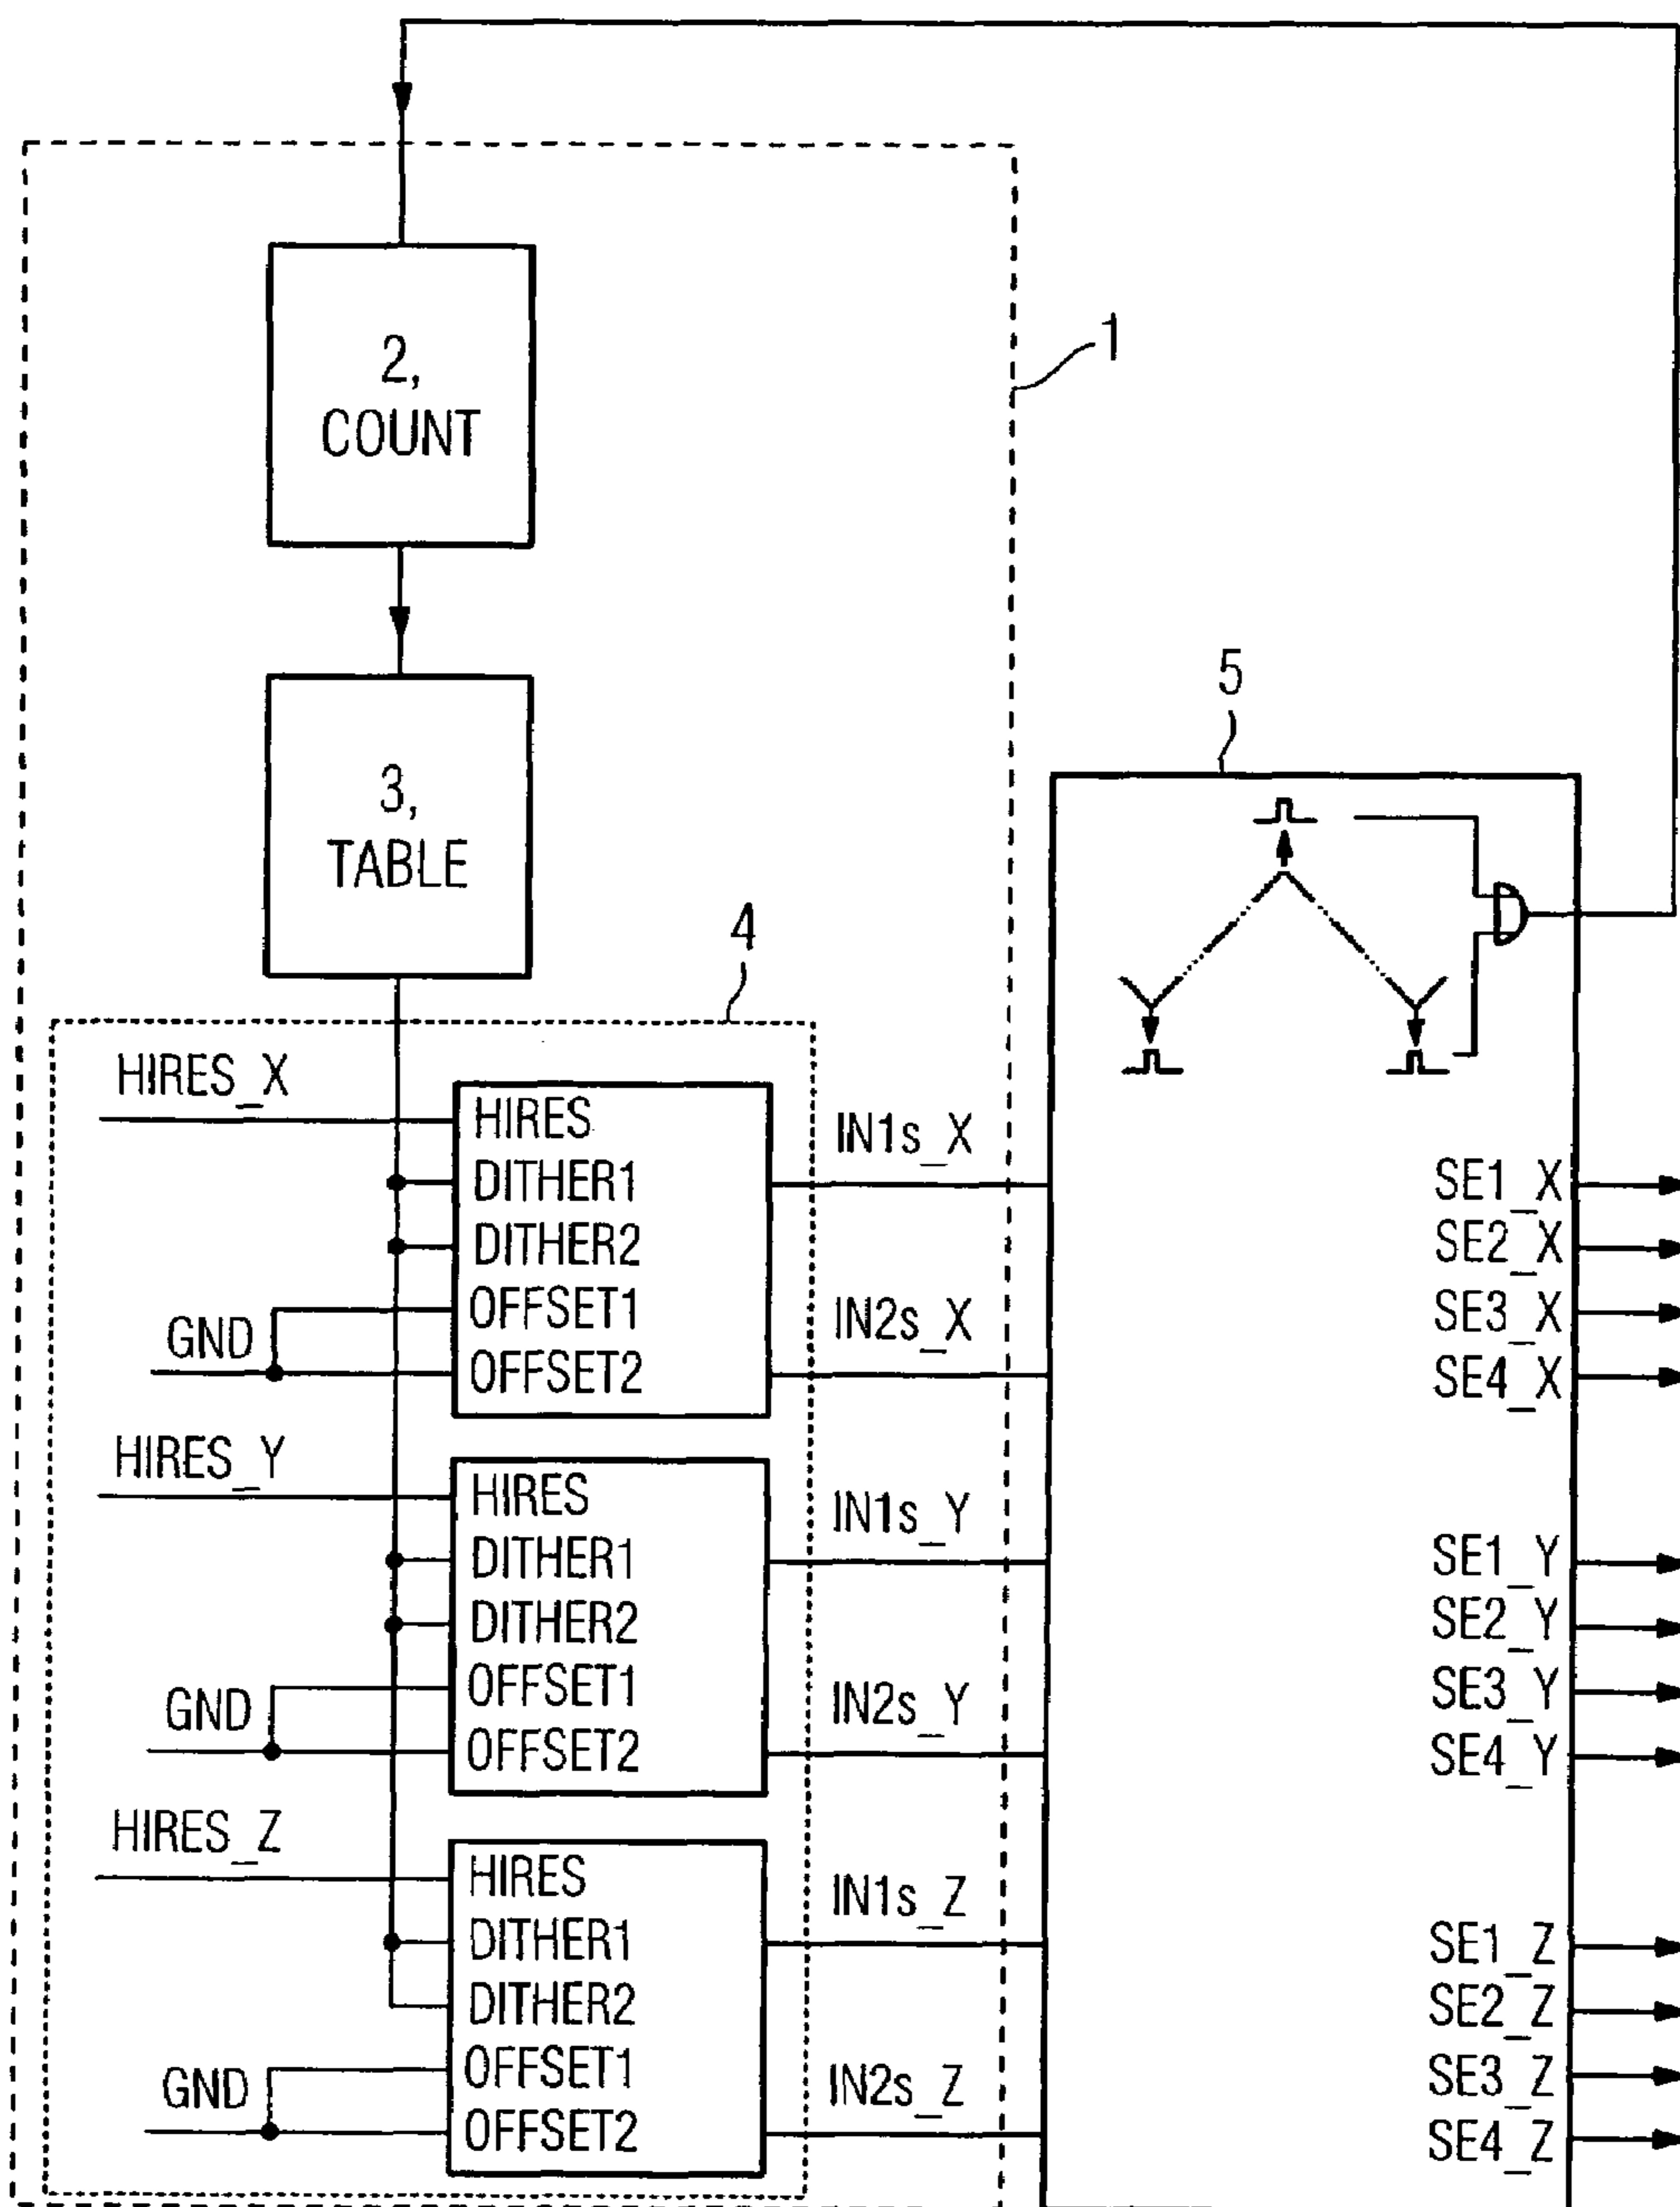 1
2,
COUNT
3,
TABLE
5
4
HIRES_X
HIRES
DITHER1
DITHER2
OFFSET1
OFFSET2
GND
IN1s_X
IN2s_X
SE1_X
SE2_X
SE3_X
SE4_X
HIRES_Y
HIRES
DITHER1
DITHER2
OFFSET1
OFFSET2
GND
IN1s_Y
IN2s_Y
SE1_Y
SE2_Y
SE3_Y
SE4_Y
HIRES_Z
HIRES
DITHER1
DITHER2
OFFSET1
OFFSET2
GND
IN1s_Z
IN2s_Z
SE1_Z
SE2_Z
SE3_Z
SE4_Z